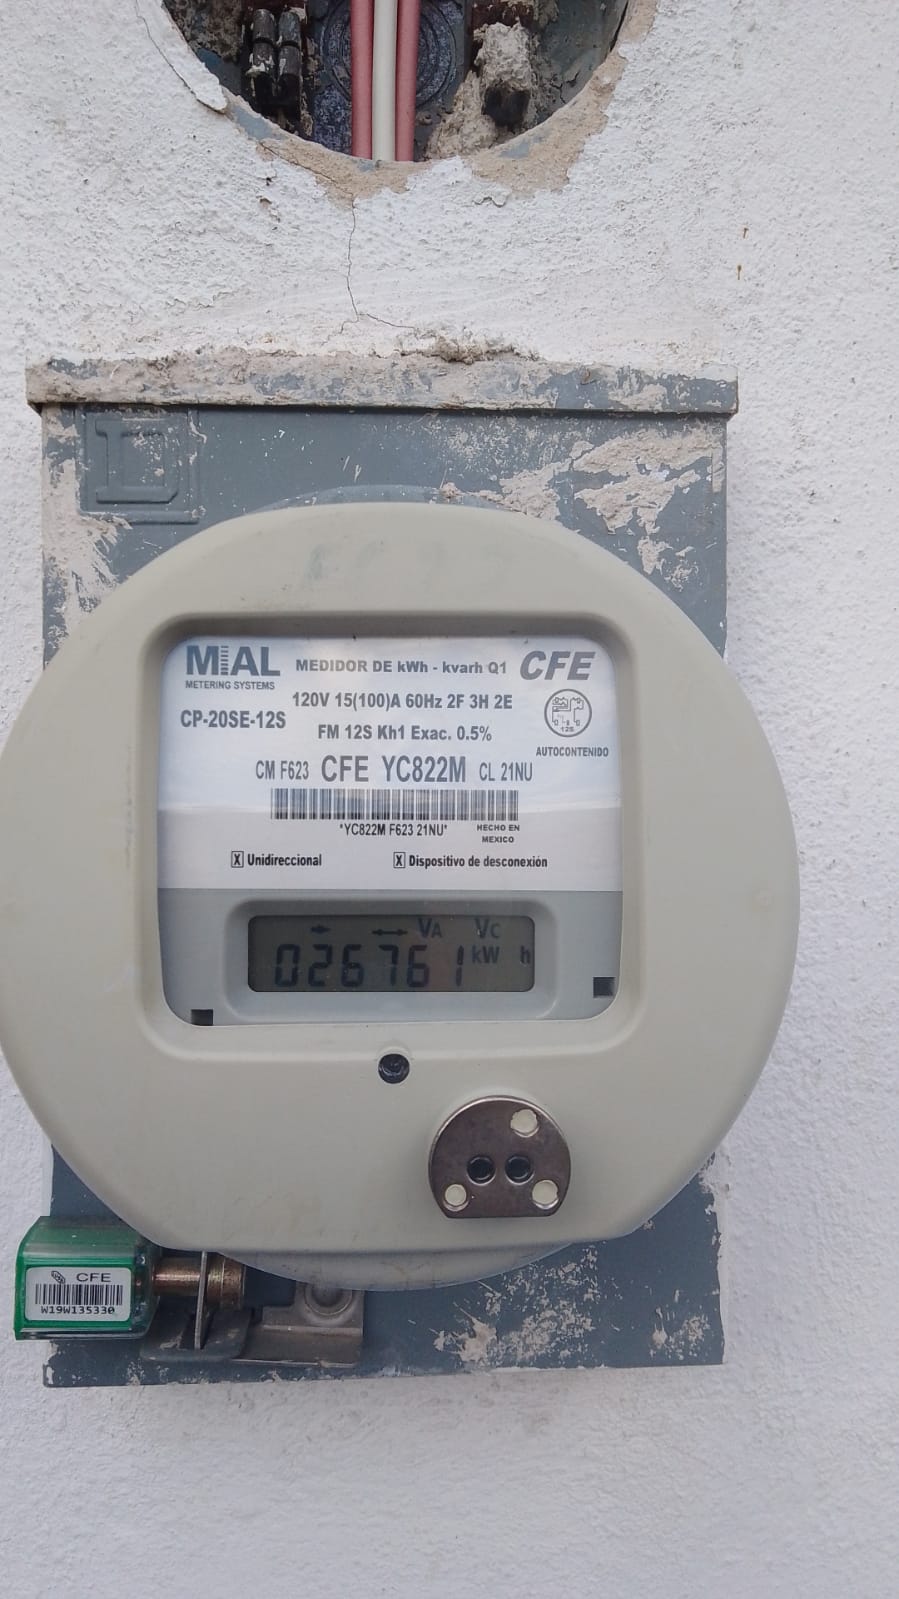 MIAL
METERING SYSTEMS
MEDIDOR DE kWh - kvarh Q1
CFE
120V 15(100)A 60Hz 2F 3H 2E
CP-20SE-12S
FM 12S Kh1 Exac. 0.5%
12S
AUTOCONTENIDO
CM F623 CFE YC822M CL 21NU
*YC822M F623 21NU*
HECHO EN
MEXICO
X Unidireccional
X Dispositivo de desconexión
VA VC
026761 kW h
CFE
W19W135330